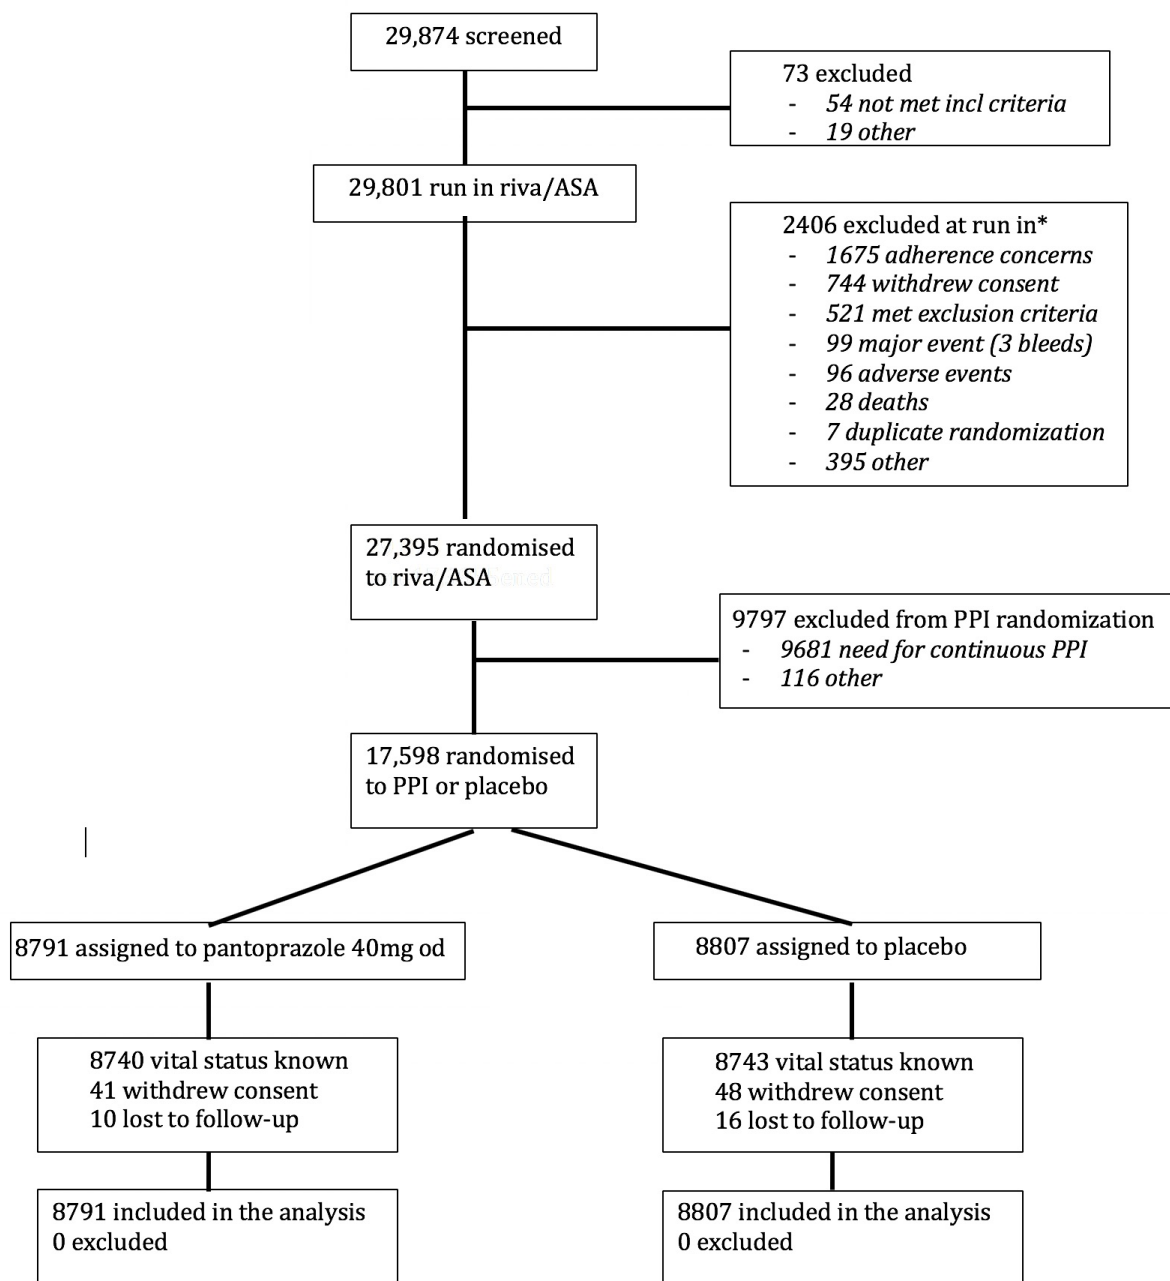 29,874 screened
73 excluded
- 54 not met incl criteria
- 19 other
29,801 run in riva/ASA
2406 excluded at run in*
- 1675 adherence concerns
- 744 withdrew consent
- 521 met exclusion criteria
- 99 major event (3 bleeds)
- 96 adverse events
- 28 deaths
- 7 duplicate randomization
- 395 other
27,395 randomised
to riva/ASA
9797 excluded from PPI randomization
- 9681 need for continuous PPI
- 116 other
17,598 randomised
to PPI or placebo
8791 assigned to pantoprazole 40mg od
8807 assigned to placebo
8740 vital status known
41 withdrew consent
10 lost to follow-up
8743 vital status known
48 withdrew consent
16 lost to follow-up
8791 included in the analysis
0 excluded
8807 included in the analysis
0 excluded